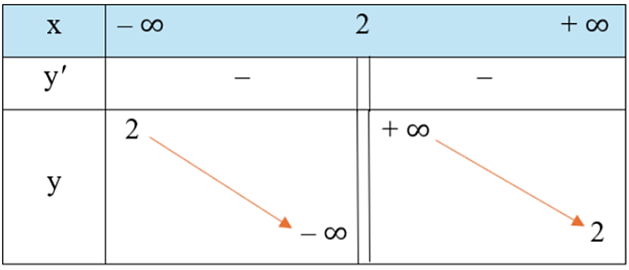 x – ∞ 2 + ∞
y′ – –
2 + ∞
y
– ∞ 2